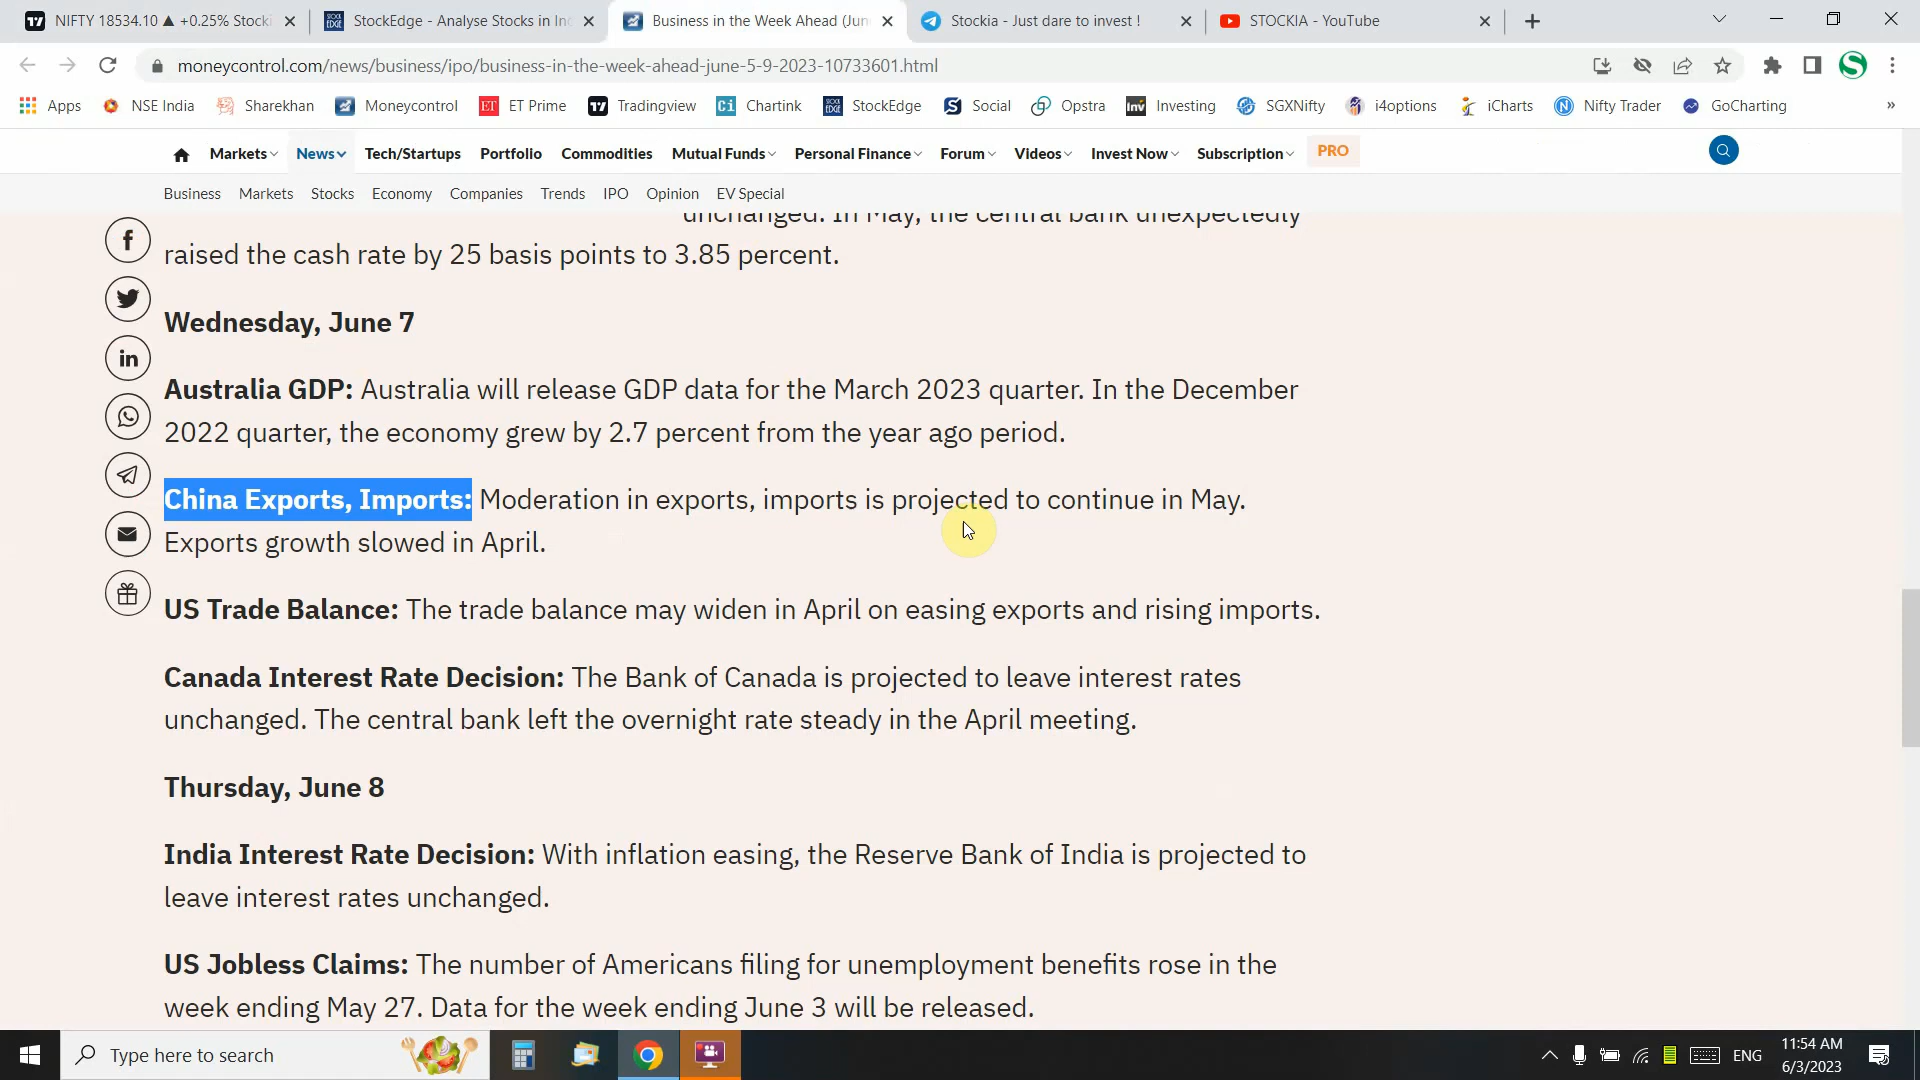 NIFTY 18534.10 ▲ +0.25% Stocki
StockEdge - Analyse Stocks in Inc
Business in the Week Ahead (Jun
Stockia - Just dare to invest !
STOCKIA - YouTube
moneycontrol.com/news/business/ipo/business-in-the-week-ahead-june-5-9-2023-10733601.html
Apps NSE India Sharekhan Moneycontrol ET Prime Tradingview Chartink StockEdge Social Opstra Investing SGXNifty i4options iCharts Nifty Trader GoCharting »
Markets News Tech/Startups Portfolio Commodities Mutual Funds Personal Finance Forum Videos Invest Now Subscription PRO
Business Markets Stocks Economy Companies Trends IPO Opinion EV Special
unchanged. In May, the central bank unexpectedly
raised the cash rate by 25 basis points to 3.85 percent.
Wednesday, June 7
Australia GDP: Australia will release GDP data for the March 2023 quarter. In the December
2022 quarter, the economy grew by 2.7 percent from the year ago period.
China Exports, Imports: Moderation in exports, imports is projected to continue in May.
Exports growth slowed in April.
US Trade Balance: The trade balance may widen in April on easing exports and rising imports.
Canada Interest Rate Decision: The Bank of Canada is projected to leave interest rates
unchanged. The central bank left the overnight rate steady in the April meeting.
Thursday, June 8
India Interest Rate Decision: With inflation easing, the Reserve Bank of India is projected to
leave interest rates unchanged.
US Jobless Claims: The number of Americans filing for unemployment benefits rose in the
week ending May 27. Data for the week ending June 3 will be released.
Type here to search
ENG
11:54 AM
6/3/2023